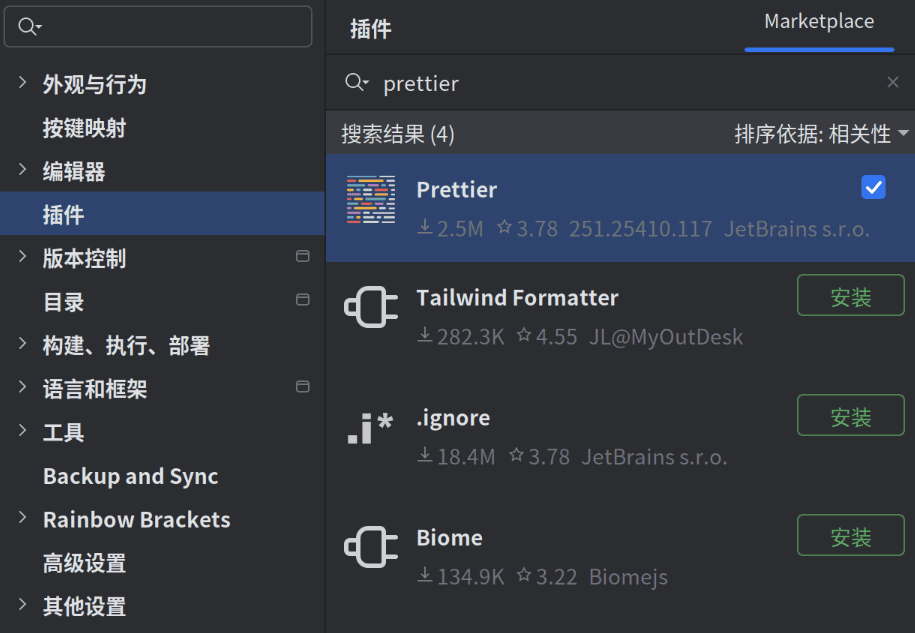 外观与行为
按键映射
编辑器
插件
版本控制
目录
构建、执行、部署
语言和框架
工具
Backup and Sync
Rainbow Brackets
高级设置
其他设置
插件
Marketplace
prettier
搜索结果 (4)
排序依据: 相关性
Prettier
2.5M 3.78 251.25410.117 JetBrains s.r.o.
Tailwind Formatter
安装
282.3K 4.55 JL@MyOutDesk
.i*
.ignore
安装
18.4M 3.78 JetBrains s.r.o.
Biome
安装
134.9K 3.22 Biomejs